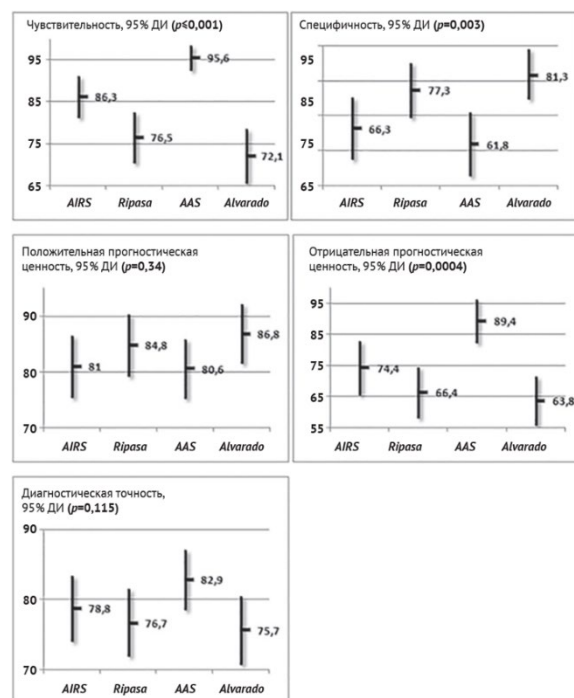 Чувствительность, 95% ДИ (p≤0,001)
95
85
75
65
86,3
76,5
95,6
72,1
AIRS Ripasa AAS Alvarado
Специфичность, 95% ДИ (p=0,003)
66,3
77,3
61,8
81,3
AIRS Ripasa AAS Alvarado
Положительная прогностическая
ценность, 95% ДИ (p=0,34)
90
80
70
81
84,8
80,6
86,8
AIRS Ripasa AAS Alvarado
Отрицательная прогностическая
ценность, 95% ДИ (p=0,0004)
95
85
75
65
55
74,4
66,4
89,4
63,8
AIRS Ripasa AAS Alvarado
Диагностическая точность,
95% ДИ (p=0,115)
90
80
70
78,8
76,7
82,9
75,7
AIRS Ripasa AAS Alvarado